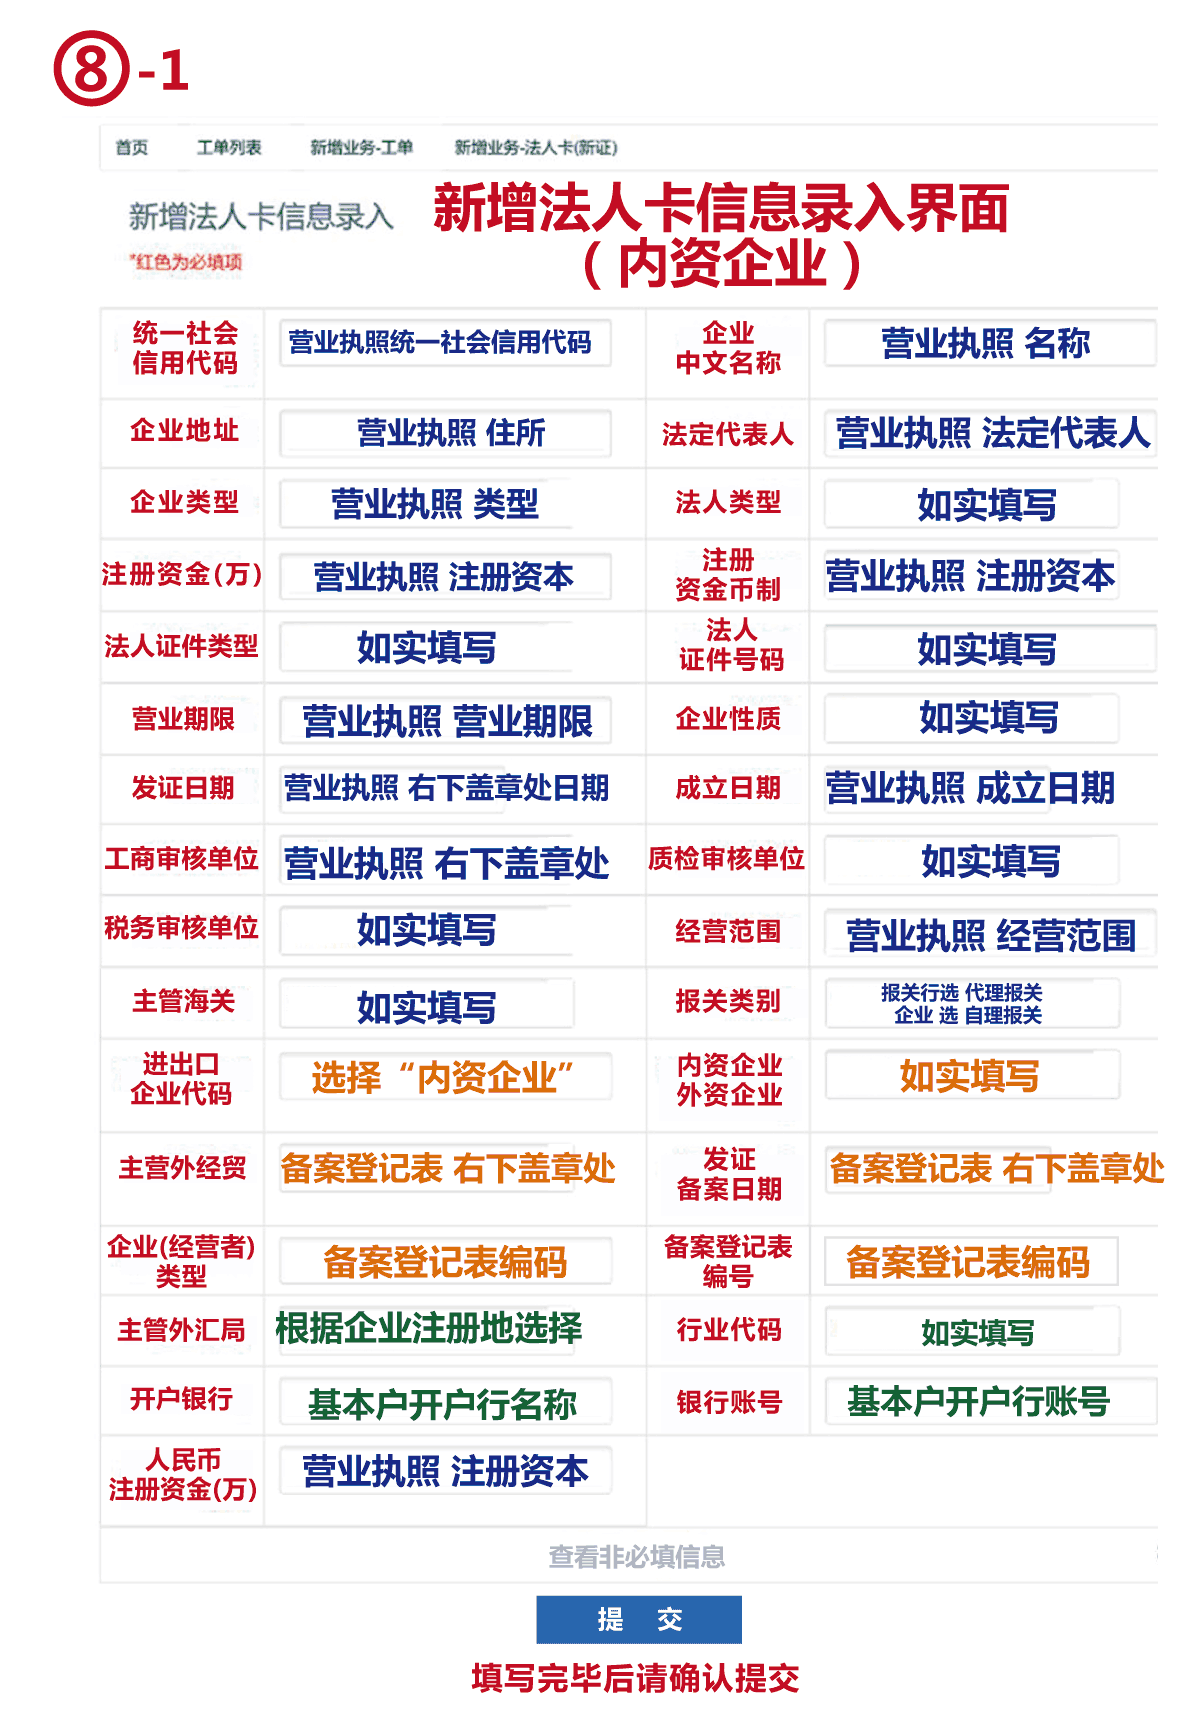 ⑧-1
首页 工单列表 新增业务-工单 新增业务-法人卡(新证)
新增法人卡信息录入
*红色为必填项
新增法人卡信息录入界面
（内资企业）
统一社会
信用代码
营业执照统一社会信用代码
企业
中文名称
营业执照 名称
企业地址
营业执照 住所
法定代表人
营业执照 法定代表人
企业类型
营业执照 类型
法人类型
如实填写
注册资金(万)
营业执照 注册资本
注册
资金币制
营业执照 注册资本
法人证件类型
如实填写
法人
证件号码
如实填写
营业期限
营业执照 营业期限
企业性质
如实填写
发证日期
营业执照 右下盖章处日期
成立日期
营业执照 成立日期
工商审核单位
营业执照 右下盖章处
质检审核单位
如实填写
税务审核单位
如实填写
经营范围
营业执照 经营范围
主管海关
如实填写
报关类别
报关行选 代理报关
企业 选 自理报关
进出口
企业代码
选择“内资企业”
内资企业
外资企业
如实填写
主营外经贸
备案登记表 右下盖章处
发证
备案日期
备案登记表 右下盖章处
企业(经营者)
类型
备案登记表编码
备案登记表
编号
备案登记表编码
主管外汇局
根据企业注册地选择
行业代码
如实填写
开户银行
基本户开户行名称
银行账号
基本户开户行账号
人民币
注册资金(万)
营业执照 注册资本
查看非必填信息
提 交
填写完毕后请确认提交